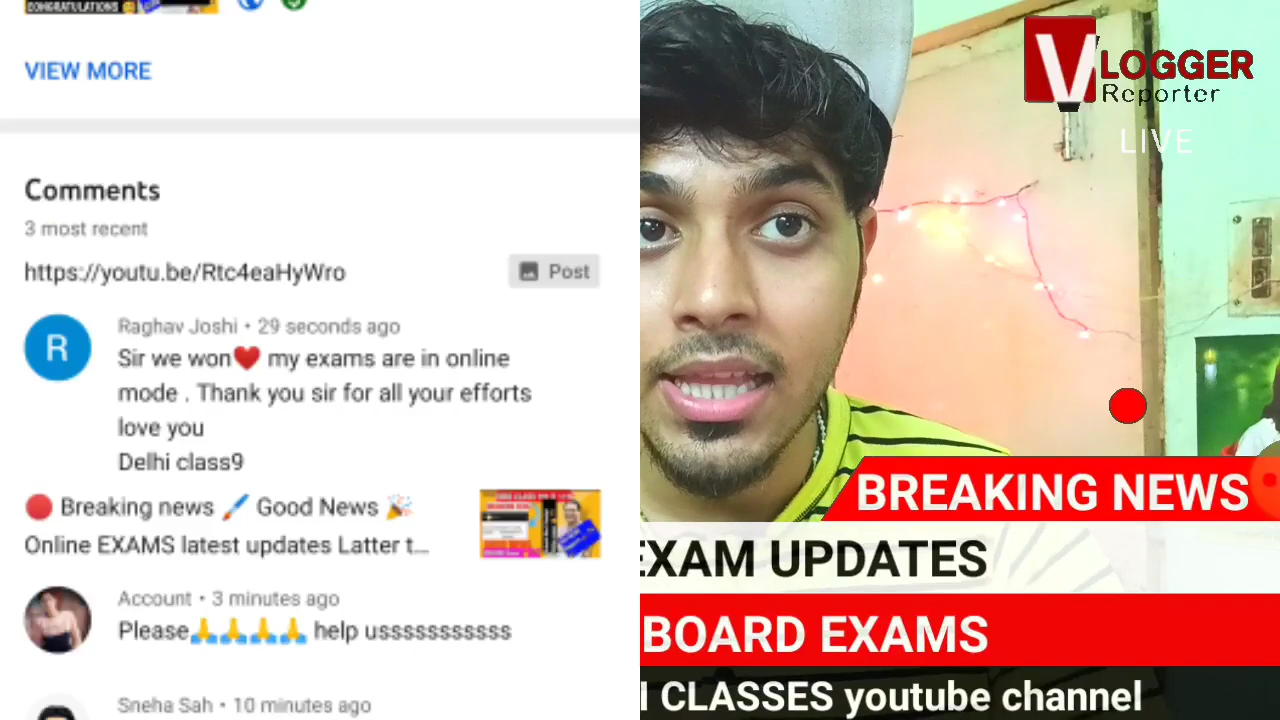 CONGRATULATIONS
VIEW MORE
Comments
3 most recent
https://youtu.be/Rtc4eaHyWro
Post
R
Raghav Joshi • 29 seconds ago
Sir we won❤️ my exams are in online
mode . Thank you sir for all your efforts
love you
Delhi class9
🔴 Breaking news 🖌️ Good News 🎉
Online EXAMS latest updates Latter t...
Account • 3 minutes ago
Please🙏🙏🙏🙏 help usssssssssss
Sneha Sah • 10 minutes ago
VLOGGER
Reporter
LIVE
BREAKING NEWS
EXAM UPDATES
BOARD EXAMS
CLASSES youtube channel